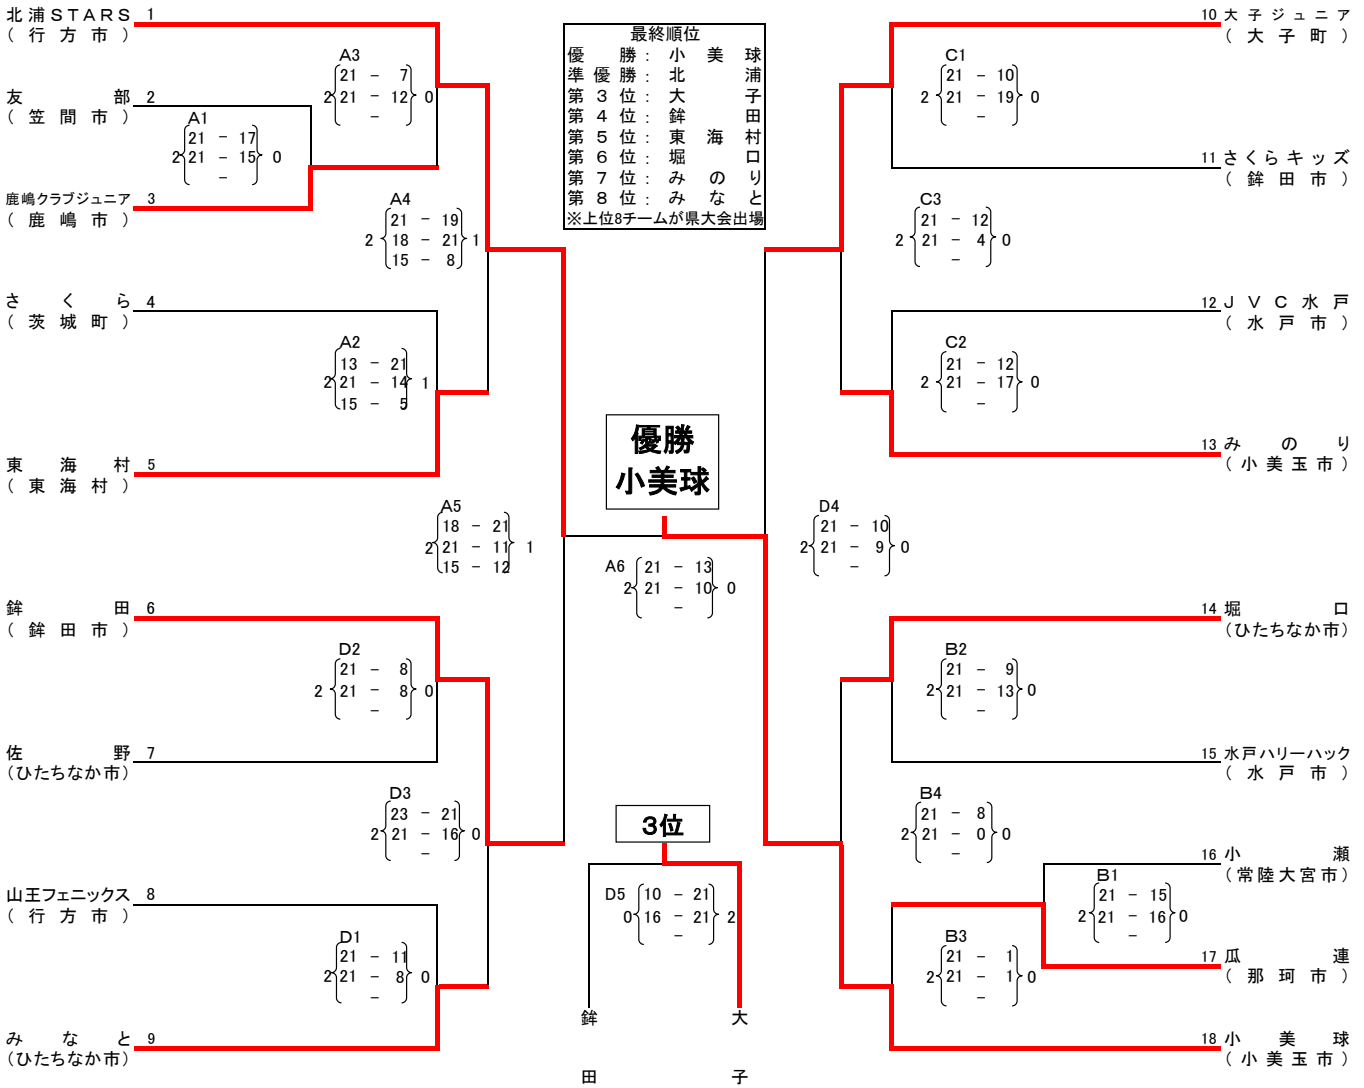 北浦STARS 1
（行方市）
友部 2
（笠間市）
鹿嶋クラブジュニア 3
（鹿嶋市）
さくら 4
（茨城町）
東海村 5
（東海村）
鉾田 6
（鉾田市）
佐野 7
（ひたちなか市）
山王フェニックス 8
（行方市）
みなと 9
（ひたちなか市）
A1
21 － 17
2 21 － 15 0
－
A3
21 － 7
2 21 － 12 0
－
A4
21 － 19
2 18 － 21 1
15 － 8
A2
13 － 21
2 21 － 14 1
15 － 5
A5
18 － 21
2 21 － 11 1
15 － 12
D2
21 － 8
2 21 － 8 0
－
D3
23 － 21
2 21 － 16 0
－
D1
21 － 11
2 21 － 8 0
－
最終順位
優勝：小美球
準優勝：北浦
第3位：大子
第4位：鉾田
第5位：東海村
第6位：堀口
第7位：みのり
第8位：みなと
※上位8チームが県大会出場
優勝
小美球
A6
21 － 13
2 21 － 10 0
－
3位
D5
10 － 21
0 16 － 21 2
－
鉾田
大子
10 大子ジュニア
（大子町）
11 さくらキッズ
（鉾田市）
12 JVC水戸
（水戸市）
13 みのり
（小美玉市）
14 堀口
（ひたちなか市）
15 水戸ハリーハック
（水戸市）
16 小瀬
（常陸大宮市）
17 瓜連
（那珂市）
18 小美球
（小美玉市）
C1
21 － 10
2 21 － 19 0
－
C3
21 － 12
2 21 － 4 0
－
C2
21 － 12
2 21 － 17 0
－
D4
21 － 10
2 21 － 9 0
－
B2
21 － 9
2 21 － 13 0
－
B4
21 － 8
2 21 － 0 0
－
B1
21 － 15
2 21 － 16 0
－
B3
21 － 1
2 21 － 1 0
－